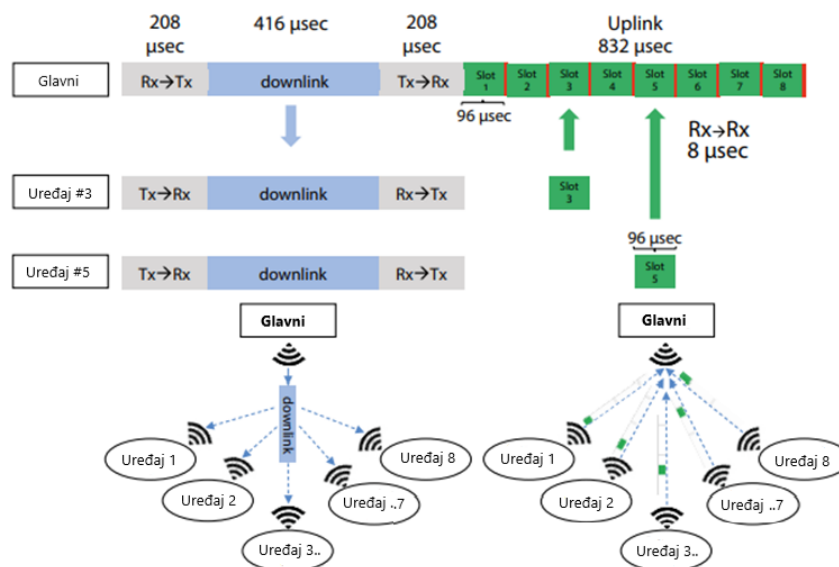 208
µsec
416 µsec
208
µsec
Uplink
832 µsec
Glavni
Rx→Tx
downlink
Tx→Rx
Slot
1
Slot
2
Slot
3
Slot
4
Slot
5
Slot
6
Slot
7
Slot
8
96 µsec
Rx→Rx
8 µsec
Uređaj #3
Tx→Rx
downlink
Rx→Tx
Slot
3
96 µsec
Uređaj #5
Tx→Rx
downlink
Rx→Tx
Slot
5
Glavni
downlink
Uređaj 1
Uređaj 2
Uređaj 3..
Uređaj ..7
Uređaj 8
Glavni
Uređaj 1
Uređaj 2
Uređaj 3..
Uređaj ..7
Uređaj 8